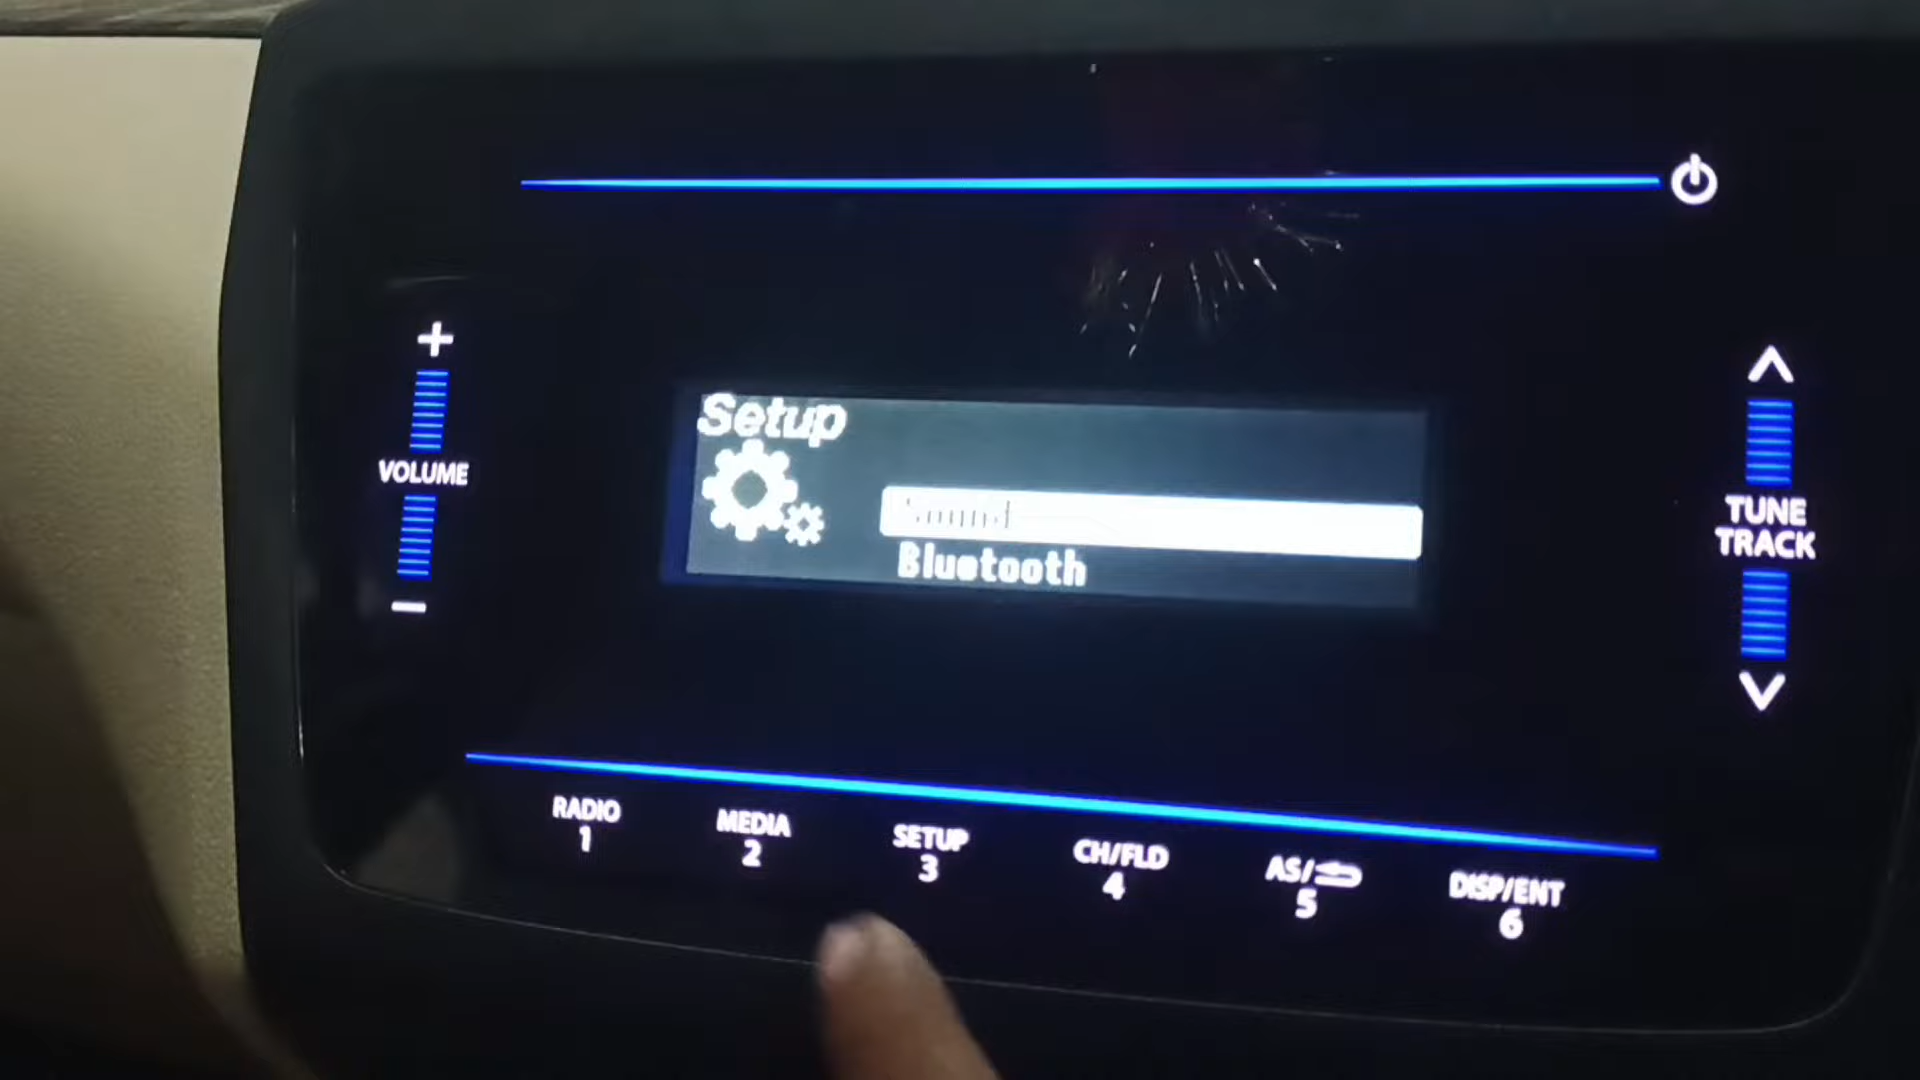 +
VOLUME
—
Setup
Sound
Bluetooth
TUNE
TRACK
RADIO
1
MEDIA
2
SETUP
3
CH/FLD
4
AS/
5
DISP/ENT
6